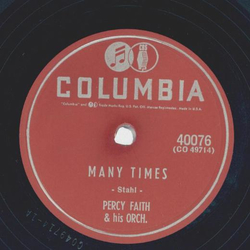 COLUMBIA
40076
(CO 49714)
MANY TIMES
- Stahl -
PERCY FAITH
& his ORCH.